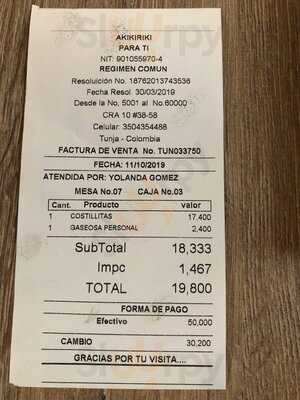 AKIKIRIKI
PARA TI
NIT: 901055970-4
REGIMEN COMUN
Resoluición No. 18762013743536
Fecha Resol. 30/03/2019
Desde la No, 5001 al No.60000
CRA 10 #38-58
Celular: 3504354488
Tunja - Colombia
FACTURA DE VENTA No. TUN033750
FECHA: 11/10/2019
ATENDIDA POR: YOLANDA GOMEZ
MESA No.07 CAJA No.03
Cant. Producto valor
1 COSTILLITAS 17,400
1 GASEOSA PERSONAL 2,400
SubTotal 18,333
Impc 1,467
TOTAL 19,800
FORMA DE PAGO
Efectivo 50,000
CAMBIO 30,200
GRACIAS POR TU VISITA....